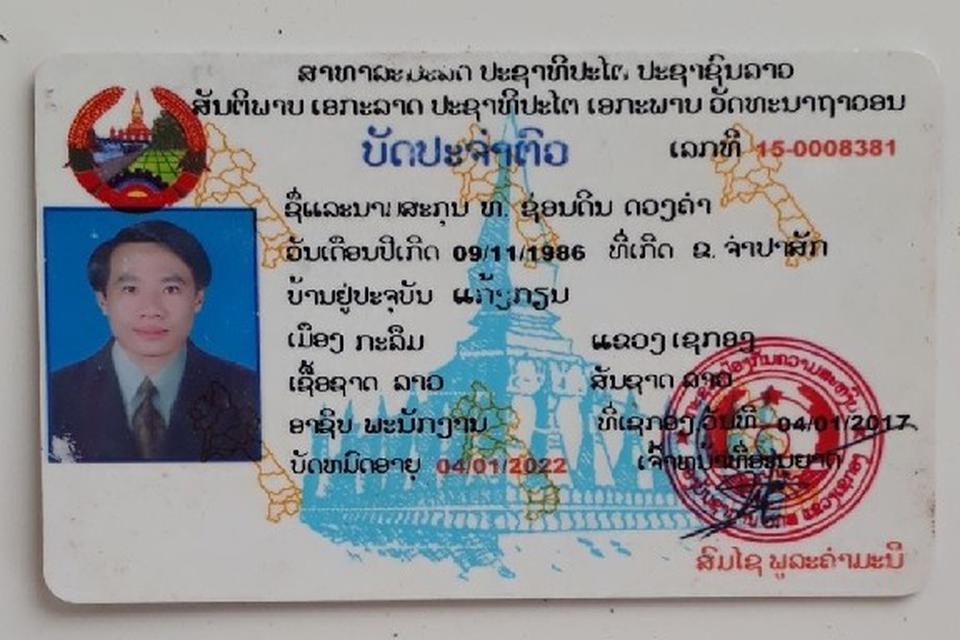 ສາທາລະນະລັດ ປະຊາທິປະໄຕ ປະຊາຊົນລາວ
ສັນຕິພາບ ເອກະລາດ ປະຊາທິປະໄຕ ເອກະພາບ ວັດທະນາຖາວອນ
ບັດປະຈຳຕົວ ເລກທີ 15-0008381
ຊື່ແລະນາມສະກຸນ ທ. ຊ່ອນດິນ ດວງຄຳ
ວັນເດືອນປີເກີດ 09/11/1986 ທີ່ເກີດ ຂ. ຈຳປາສັກ
ບ້ານຢູ່ປະຈຸບັນ ແກ້ງກຽນ
ເມືອງ ກະລຶມ ແຂວງ ເຊກອງ
ເຊື້ອຊາດ ລາວ ສັນຊາດ ລາວ
ອາຊີບ ພະນັກງານ ທີ່ເຊກອງ,ວັນທີ 04/01/2017
ບັດຫມົດອາຍຸ 04/01/2022 ເຈົ້າຫນ້າທີ່ອະນຸຍາດ
ສົມໄຊ ພູລະຄຳມະນີ